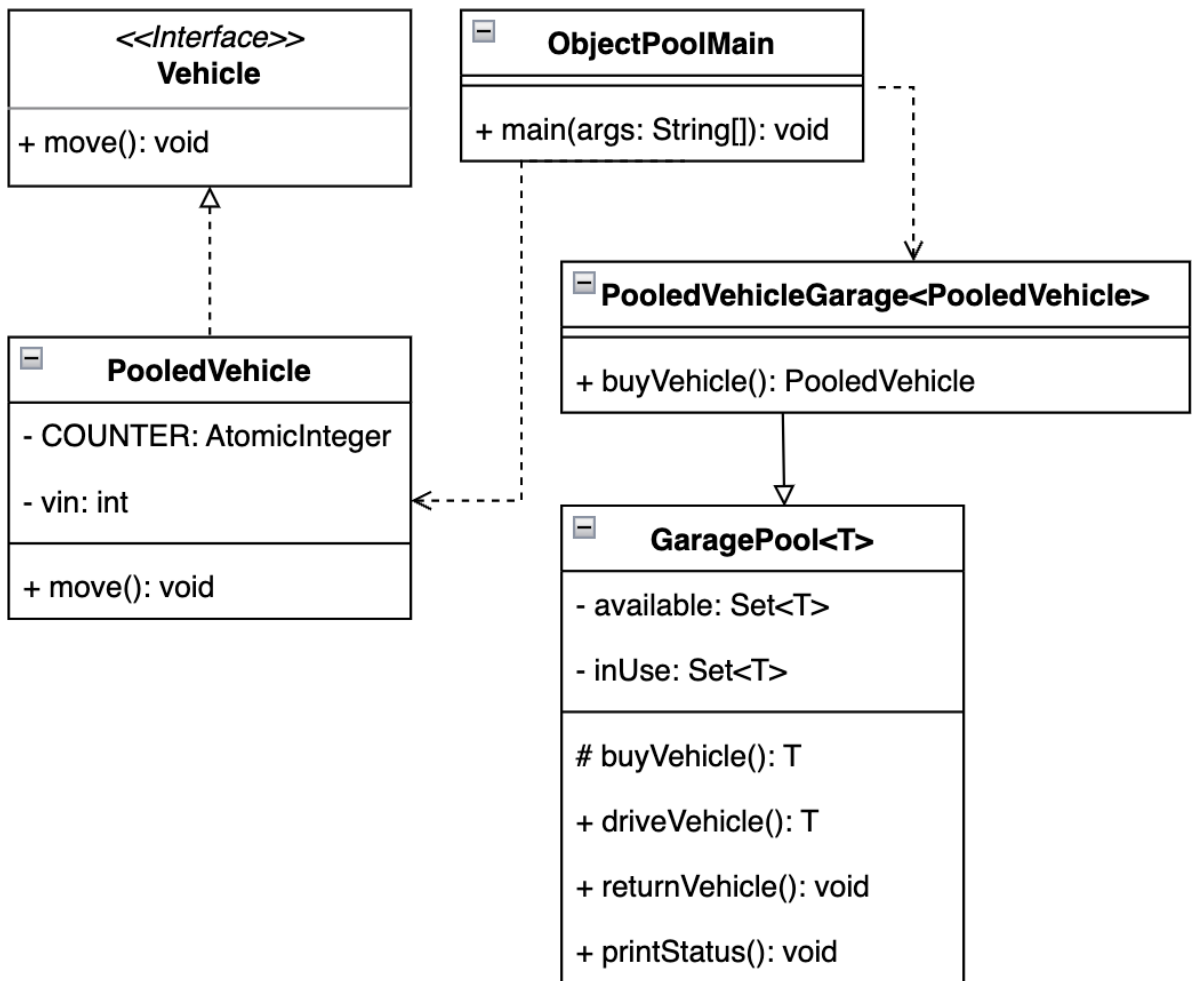 <<Interface>>
Vehicle
+ move(): void
ObjectPoolMain
+ main(args: String[]): void
PooledVehicleGarage<PooledVehicle>
+ buyVehicle(): PooledVehicle
PooledVehicle
- COUNTER: AtomicInteger
- vin: int
+ move(): void
GaragePool<T>
- available: Set<T>
- inUse: Set<T>
# buyVehicle(): T
+ driveVehicle(): T
+ returnVehicle(): void
+ printStatus(): void